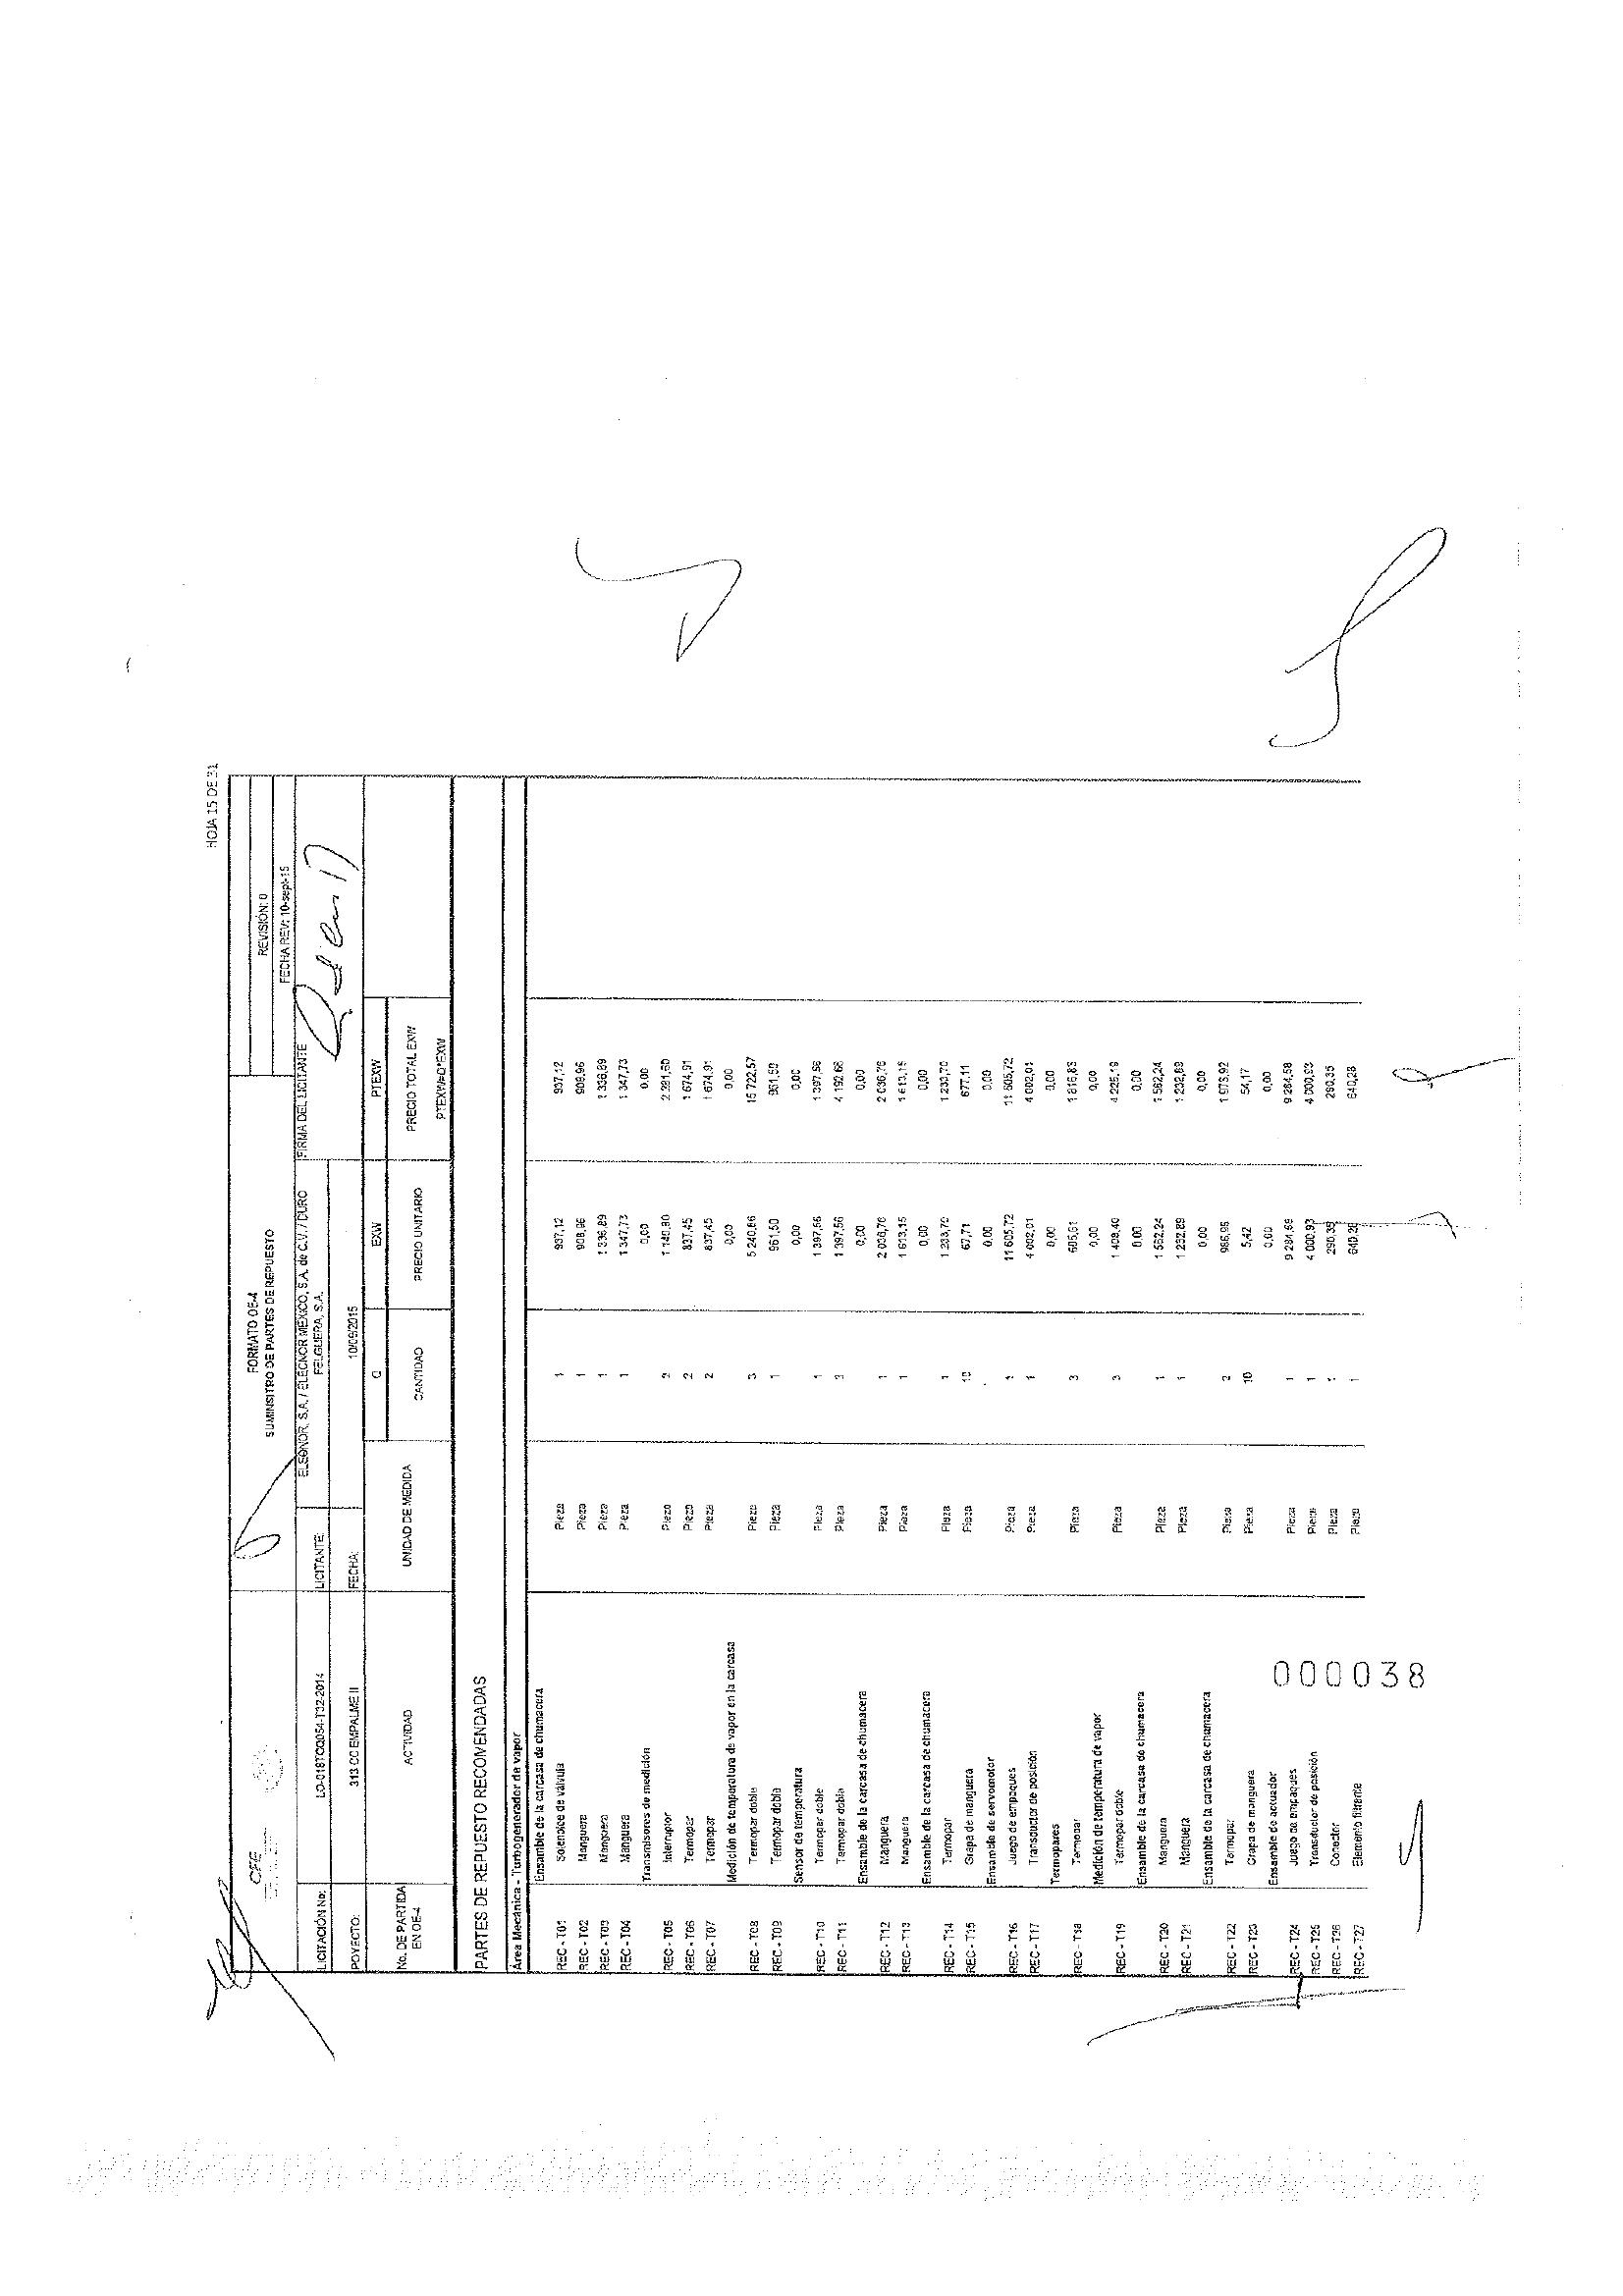 HOJA 15 DE 31
CFE
FORMATO OE-4
SUMINSITRO DE PARTES DE REPUESTO
REVISIÓN: 0
FECHA REV: 10-sept-15
LICITACIÓN No: LO-018TOQ054-T32-2014 LICITANTE: ELECNOR, S.A. / ELECNOR MÉXICO, S.A. de C.V. / DURO FELGUERA, S.A. FIRMA DEL LICITANTE
POYECTO: 313 CC EMPALME II FECHA: 10/09/2015
No. DE PARTIDA EN OE-4 ACTIVIDAD UNIDAD DE MEDIDA Q CANTIDAD EXW PRECIO UNITARIO PTEXW PRECIO TOTAL EXW PTEXW=Q*EXW
PARTES DE REPUESTO RECOMENDADAS
Área Mecánica - Turbogenerador de vapor
Ensamble de la carcasa de chumacera
REC - T01 Solenoide de válvula Pieza 1 937,12 937,12
REC - T02 Manguera Pieza 1 908,96 908,96
REC - T03 Manguera Pieza 1 1 336,89 1 336,89
REC - T04 Manguera Pieza 1 1 347,73 1 347,73
Transmisores de medición 0,00 0,00
REC - T05 Interruptor Pieza 2 1 140,80 2 281,60
REC - T06 Termopar Pieza 2 837,45 1 674,91
REC - T07 Termopar Pieza 2 837,45 1 674,91
Medición de temperatura de vapor en la carcasa 0,00 0,00
REC - T08 Termopar doble Pieza 3 5 240,86 15 722,57
REC - T09 Termopar doble Pieza 1 961,50 961,50
Sensor de temperatura 0,00 0,00
REC - T10 Termopar doble Pieza 1 1 397,56 1 397,56
REC - T11 Termopar doble Pieza 3 1 397,56 4 192,68
Ensamble de la carcasa de chumacera 0,00 0,00
REC - T12 Manguera Pieza 1 2 036,76 2 036,76
REC - T13 Manguera Pieza 1 1 613,15 1 613,15
Ensamble de la carcasa de chumacera 0,00 0,00
REC - T14 Termopar Pieza 1 1 233,70 1 233,70
REC - T15 Grapa de manguera Pieza 10 67,71 677,11
Ensamble de servomotor 0,00 0,00
REC - T16 Juego de empaques Pieza 1 11 605,72 11 605,72
REC - T17 Transductor de posición Pieza 1 4 002,01 4 002,01
Termopares 0,00 0,00
REC - T18 Termopar Pieza 3 605,61 1 816,83
Medición de temperatura de vapor 0,00 0,00
REC - T19 Termopar doble Pieza 3 1 408,40 4 225,19
Ensamble de la carcasa de chumacera 0,00 0,00
REC - T20 Manguera Pieza 1 1 562,24 1 562,24
REC - T21 Manguera Pieza 1 1 232,89 1 232,89
Ensamble de la carcasa de chumacera 0,00 0,00
REC - T22 Termopar Pieza 2 986,96 1 973,92
REC - T23 Grapa de manguera Pieza 10 5,42 54,17
Ensamble de actuador 0,00 0,00
REC - T24 Juego de empaques Pieza 1 9 284,58 9 284,58
REC - T25 Transductor de posición Pieza 1 4 000,93 4 000,93
REC - T26 Conector Pieza 1 290,35 290,35
REC - T27 Elemento filtrante Pieza 1 640,28 640,28
000038